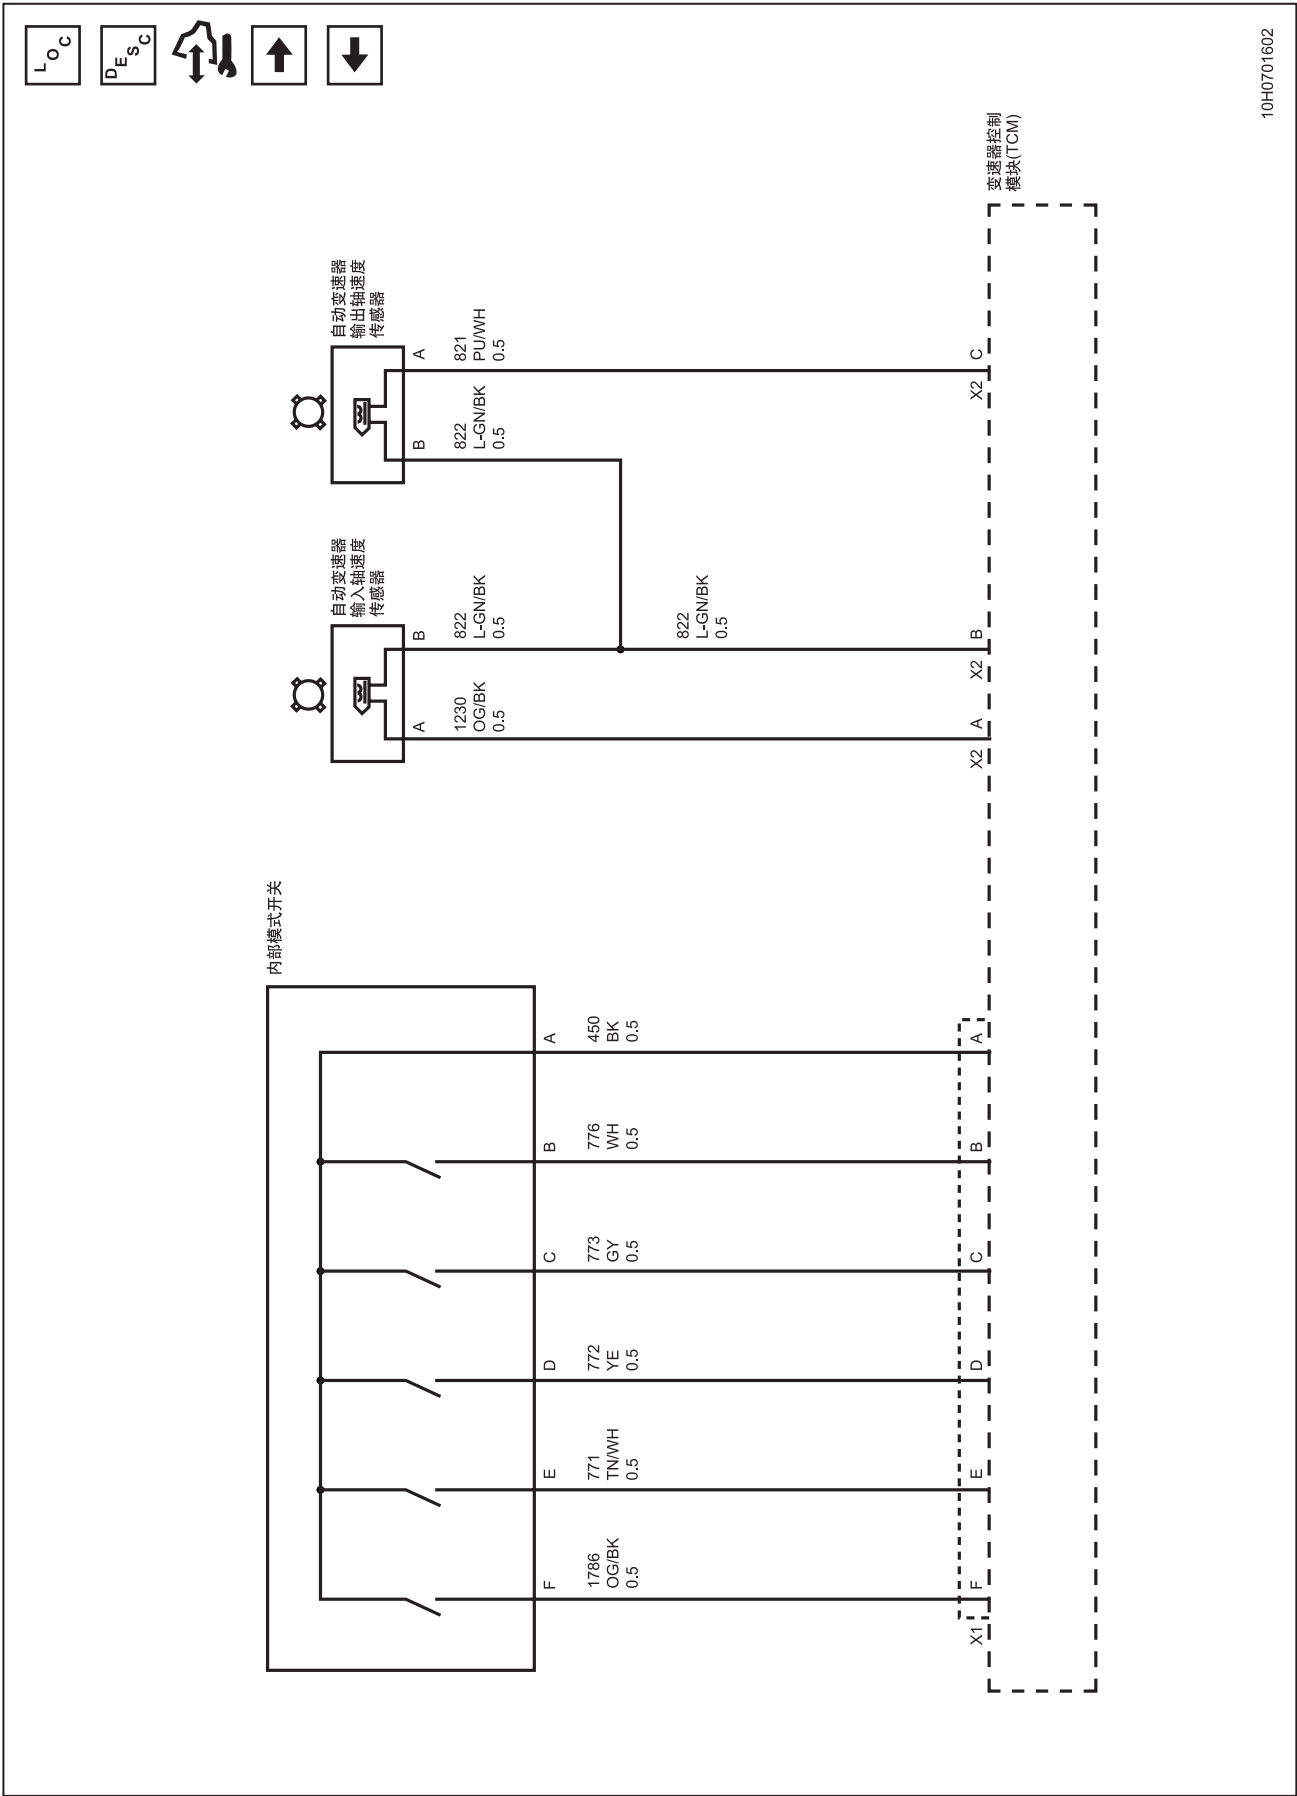 LOC
DESC
内部模式开关
自动变速器
输入轴速度
传感器
自动变速器
输出轴速度
传感器
F
E
D
C
B
A
A
B
B
A
1786
OG/BK
0.5
771
TN/WH
0.5
772
YE
0.5
773
GY
0.5
776
WH
0.5
450
BK
0.5
1230
OG/BK
0.5
822
L-GN/BK
0.5
822
L-GN/BK
0.5
821
PU/WH
0.5
822
L-GN/BK
0.5
X1
F
E
D
C
B
A
X2
A
X2
B
X2
C
变速器控制
模块(TCM)
10H0701602